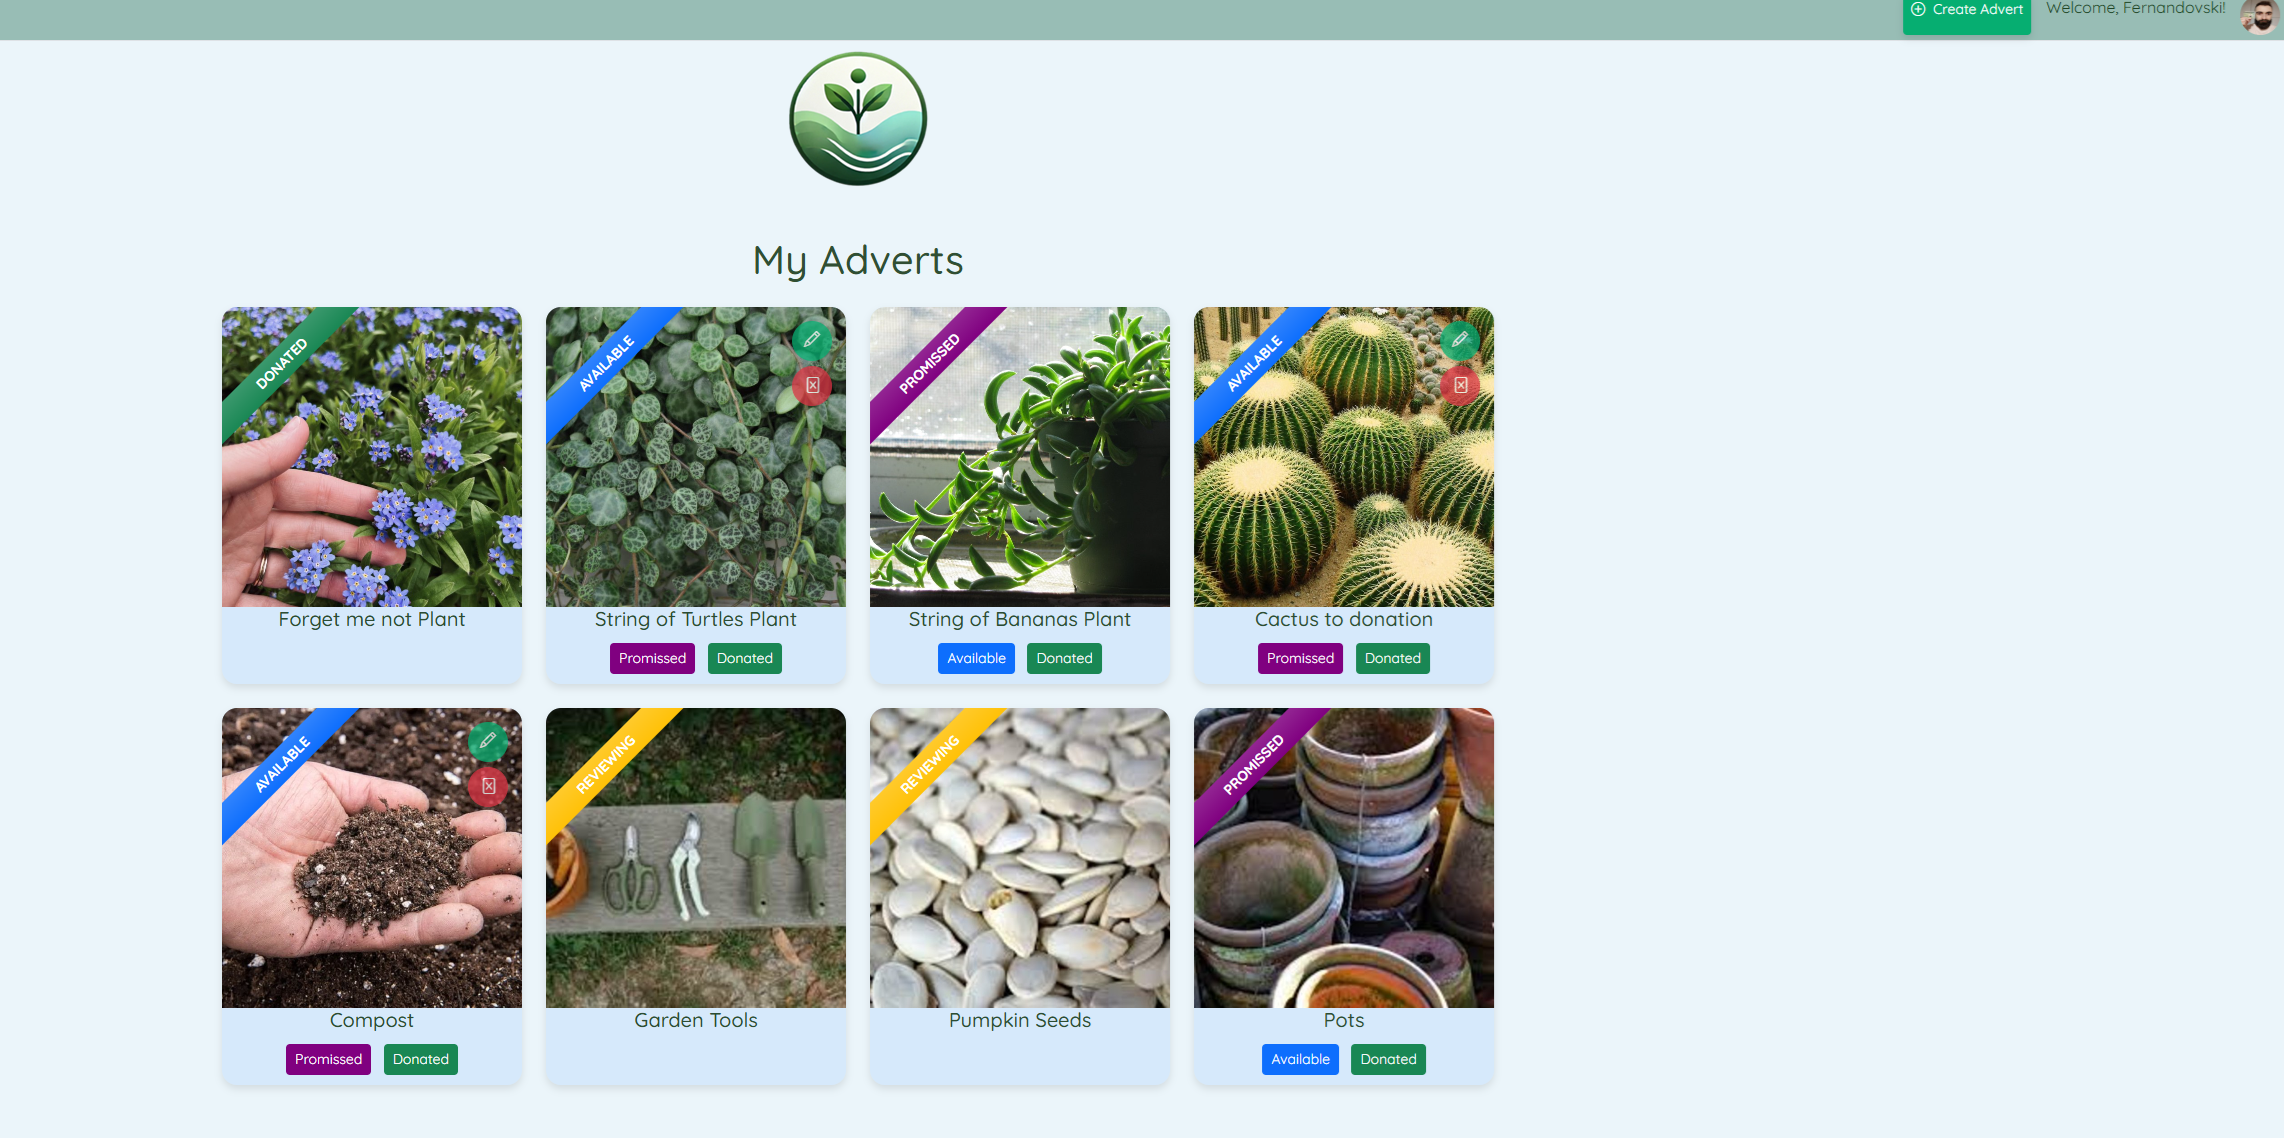 Create Advert
Welcome, Fernandovski!
My Adverts
DONATED
AVAILABLE
PROMISSED
AVAILABLE
Forget me not Plant
String of Turtles Plant
String of Bananas Plant
Cactus to donation
Promissed Donated
Available Donated
Promissed Donated
AVAILABLE
REVIEWING
REVIEWING
PROMISSED
Compost
Garden Tools
Pumpkin Seeds
Pots
Promissed Donated
Available Donated